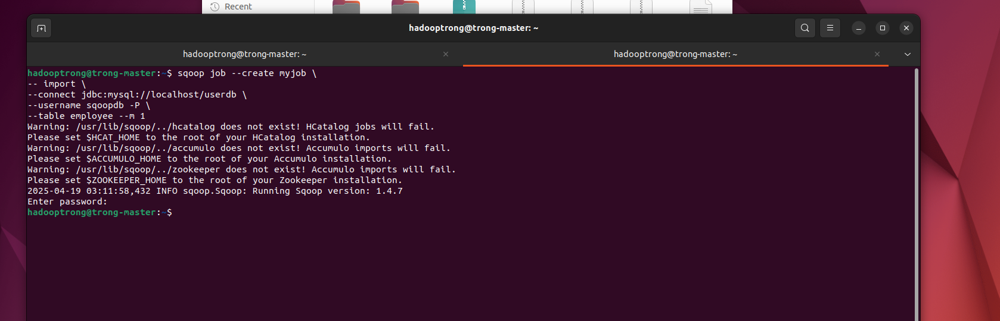 Recent
hadooptrong@trong-master: ~
hadooptrong@trong-master: ~
hadooptrong@trong-master: ~
hadooptrong@trong-master:~$ sqoop job --create myjob \
-- import \
--connect jdbc:mysql://localhost/userdb \
--username sqoopdb -P \
--table employee --m 1
Warning: /usr/lib/sqoop/../hcatalog does not exist! HCatalog jobs will fail.
Please set $HCAT_HOME to the root of your HCatalog installation.
Warning: /usr/lib/sqoop/../accumulo does not exist! Accumulo imports will fail.
Please set $ACCUMULO_HOME to the root of your Accumulo installation.
Warning: /usr/lib/sqoop/../zookeeper does not exist! Accumulo imports will fail.
Please set $ZOOKEEPER_HOME to the root of your Zookeeper installation.
2025-04-19 03:11:58,432 INFO sqoop.Sqoop: Running Sqoop version: 1.4.7
Enter password:
hadooptrong@trong-master:~$